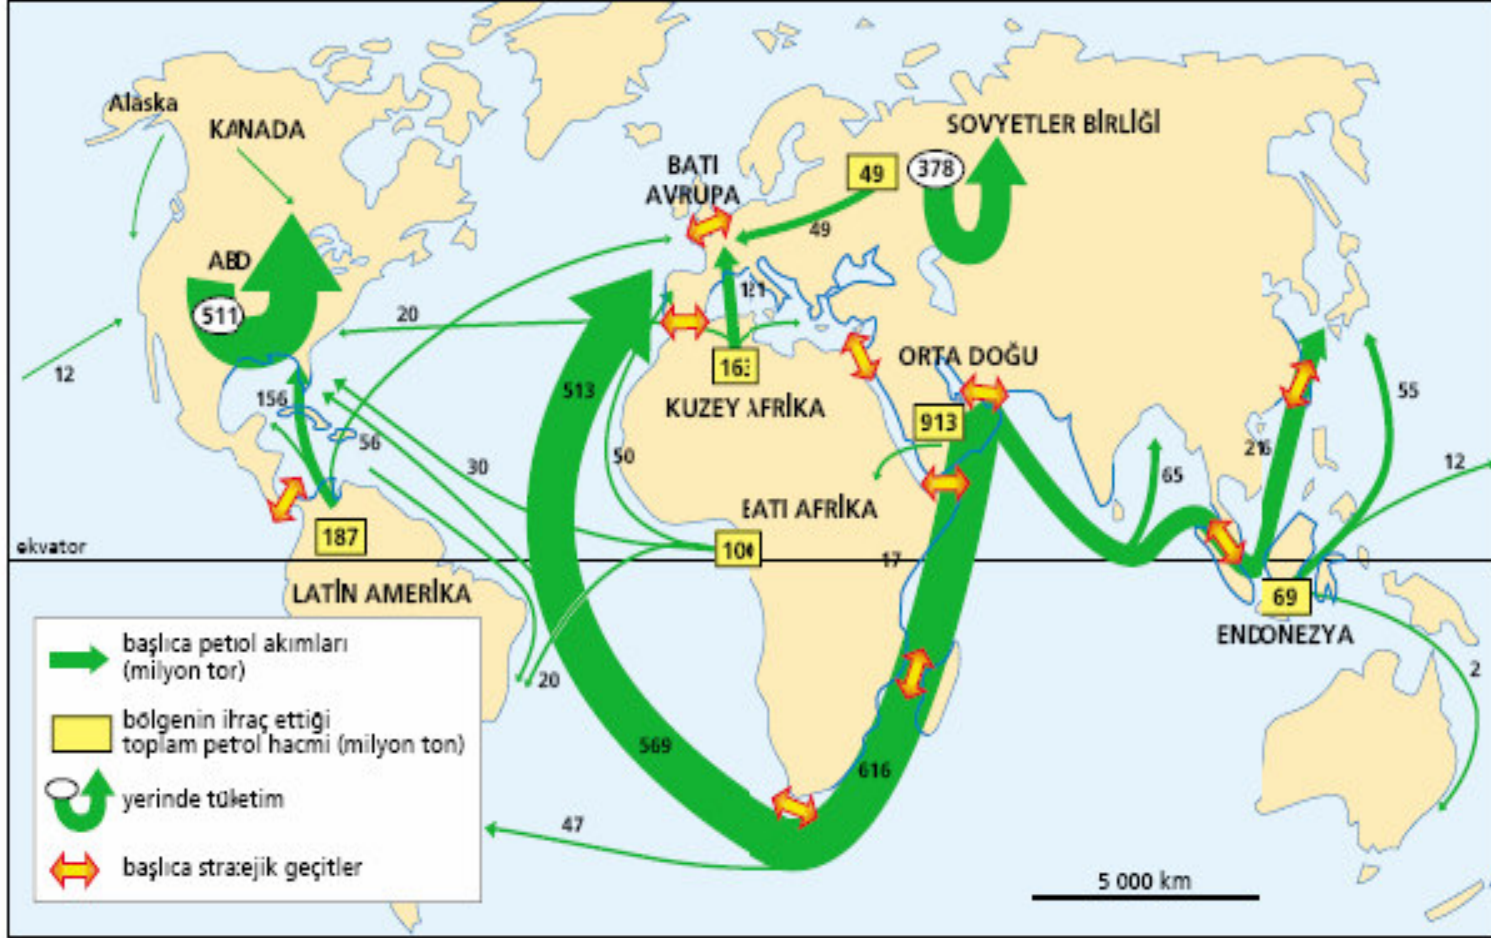 Alaska
KANADA
SOVYETLER BİRLİĞİ
BATI
AVRUPA
49
378
49
ABD
511
20
12
156
56
30
513
50
KUZEY AFRİKA
ORTA DOĞU
913
65
55
12
BATI AFRİKA
17
187
ekvator
LATİN AMERİKA
69
ENDONEZYA
2
20
569
616
47
başlıca petrol akımları
(milyon ton)
bölgenin ihraç ettiği
toplam petrol hacmi (milyon ton)
yerinde tüketim
başlıca stratejik geçitler
5 000 km